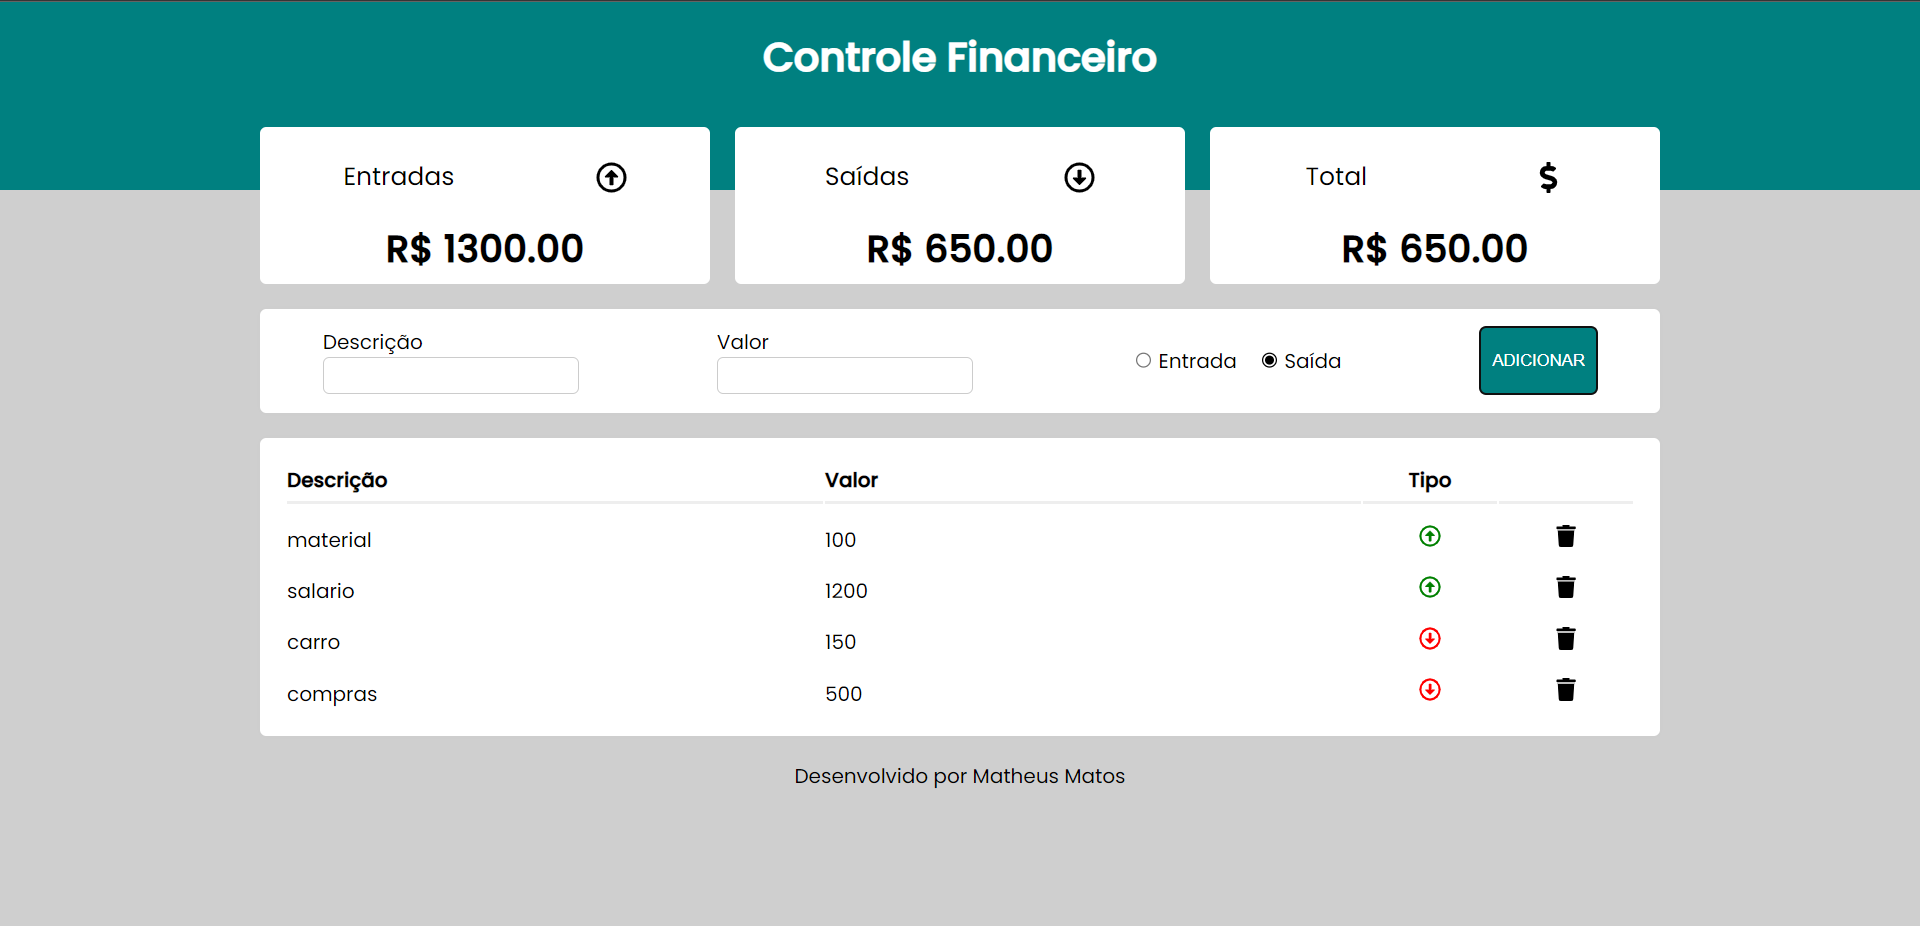 Controle Financeiro
Entradas
R$ 1300.00
Saídas
R$ 650.00
Total
R$ 650.00
Descrição
Valor
Entrada
Saída
ADICIONAR
Descrição Valor Tipo
material 100
salario 1200
carro 150
compras 500
Desenvolvido por Matheus Matos